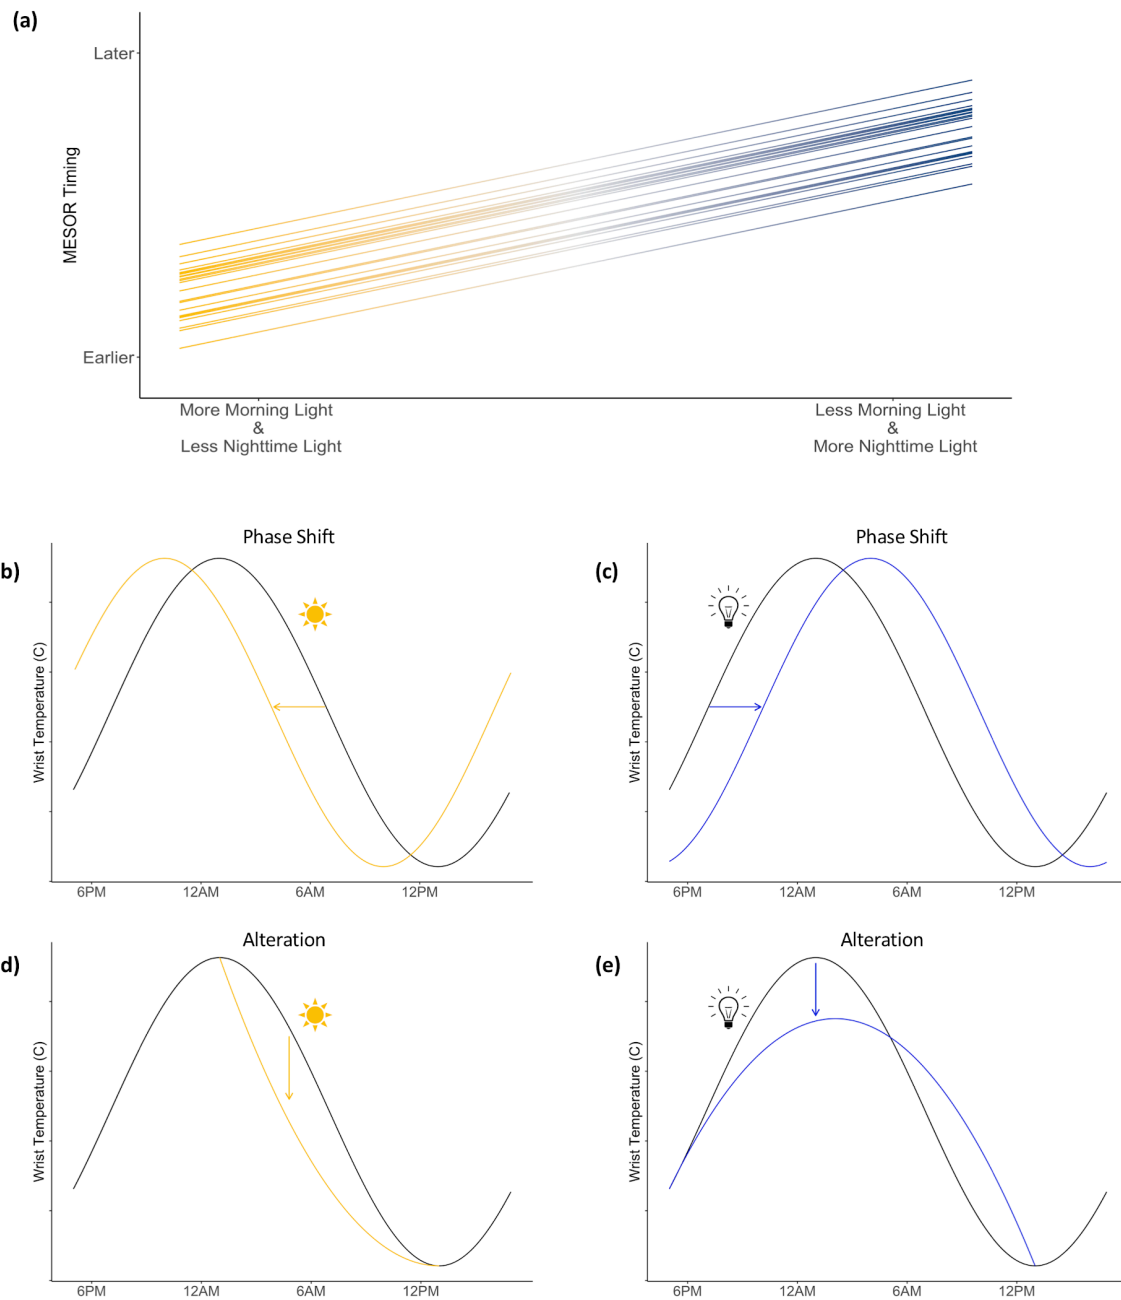 (a)
Later
MESOR Timing
Earlier
More Morning Light
&
Less Nighttime Light
Less Morning Light
&
More Nighttime Light
b)
Phase Shift
Wrist Temperature (C)
6PM 12AM 6AM 12PM
(c)
Phase Shift
Wrist Temperature (C)
6PM 12AM 6AM 12PM
d)
Alteration
Wrist Temperature (C)
6PM 12AM 6AM 12PM
(e)
Alteration
Wrist Temperature (C)
6PM 12AM 6AM 12PM